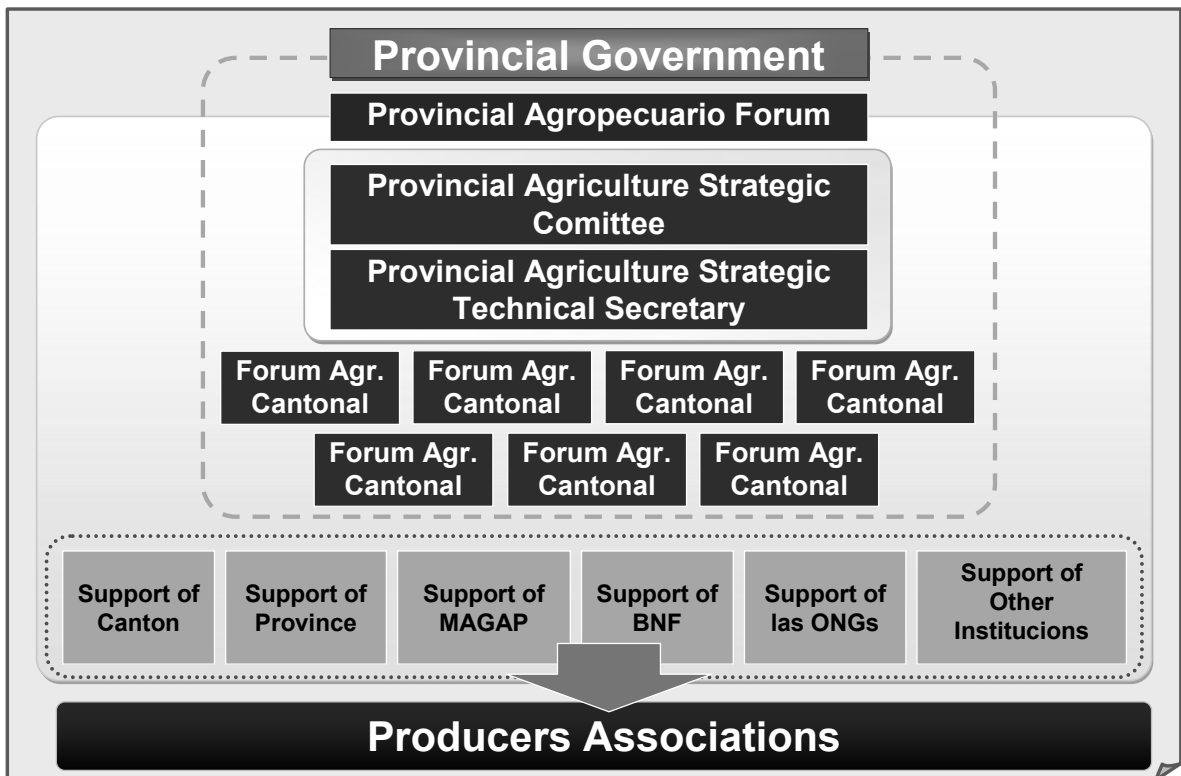 Provincial Government
Provincial Agropecuario Forum
Provincial Agriculture Strategic
Comittee
Provincial Agriculture Strategic
Technical Secretary
Forum Agr.
Cantonal
Forum Agr.
Cantonal
Forum Agr.
Cantonal
Forum Agr.
Cantonal
Forum Agr.
Cantonal
Forum Agr.
Cantonal
Forum Agr.
Cantonal
Support of
Canton
Support of
Province
Support of
MAGAP
Support of
BNF
Support of
las ONGs
Support of
Other
Institucions
Producers Associations